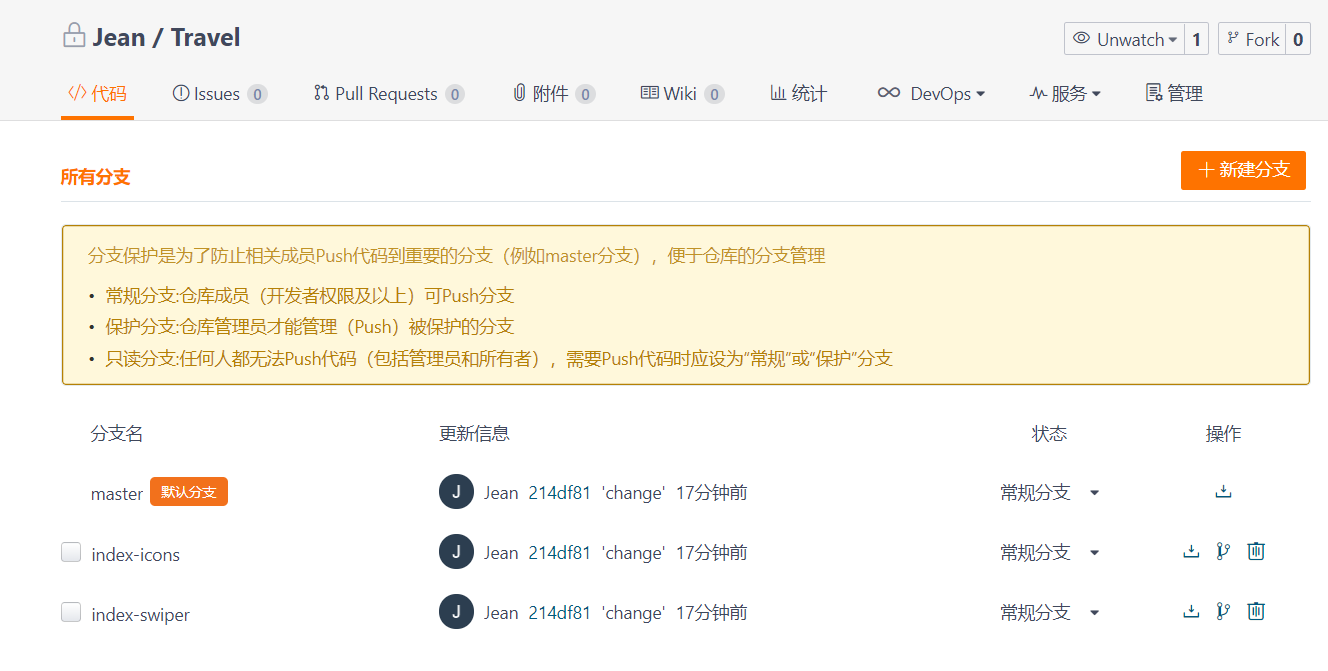 Jean / Travel
Unwatch 1 Fork 0
</> 代码 Issues 0 Pull Requests 0 附件 0 Wiki 0 统计 DevOps 服务 管理
所有分支
+ 新建分支
分支保护是为了防止相关成员Push代码到重要的分支（例如master分支），便于仓库的分支管理
• 常规分支:仓库成员（开发者权限及以上）可Push分支
• 保护分支:仓库管理员才能管理（Push）被保护的分支
• 只读分支:任何人都无法Push代码（包括管理员和所有者），需要Push代码时应设为“常规”或“保护”分支
分支名 更新信息 状态 操作
master 默认分支 J Jean 214df81 'change' 17分钟前 常规分支
index-icons J Jean 214df81 'change' 17分钟前 常规分支
index-swiper J Jean 214df81 'change' 17分钟前 常规分支